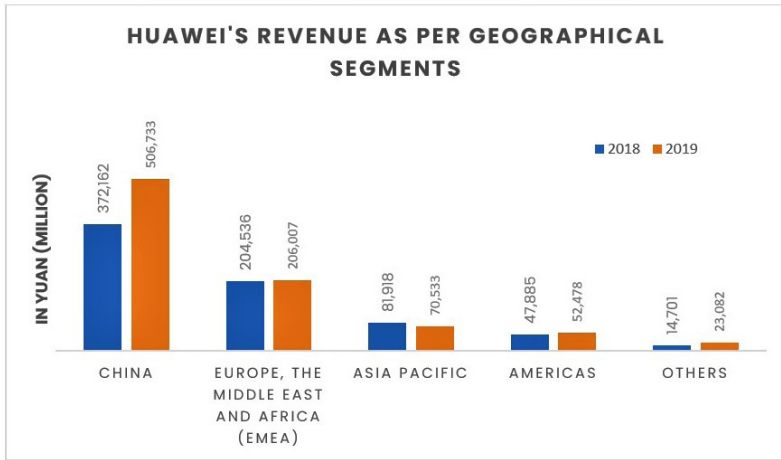 HUAWEI'S REVENUE AS PER GEOGRAPHICAL
SEGMENTS
2018 2019
IN YUAN (MILLION)
372,162
506,733
204,536
206,007
81,918
70,533
47,885
52,478
14,701
23,082
CHINA
EUROPE, THE
MIDDLE EAST
AND AFRICA
(EMEA)
ASIA PACIFIC
AMERICAS
OTHERS